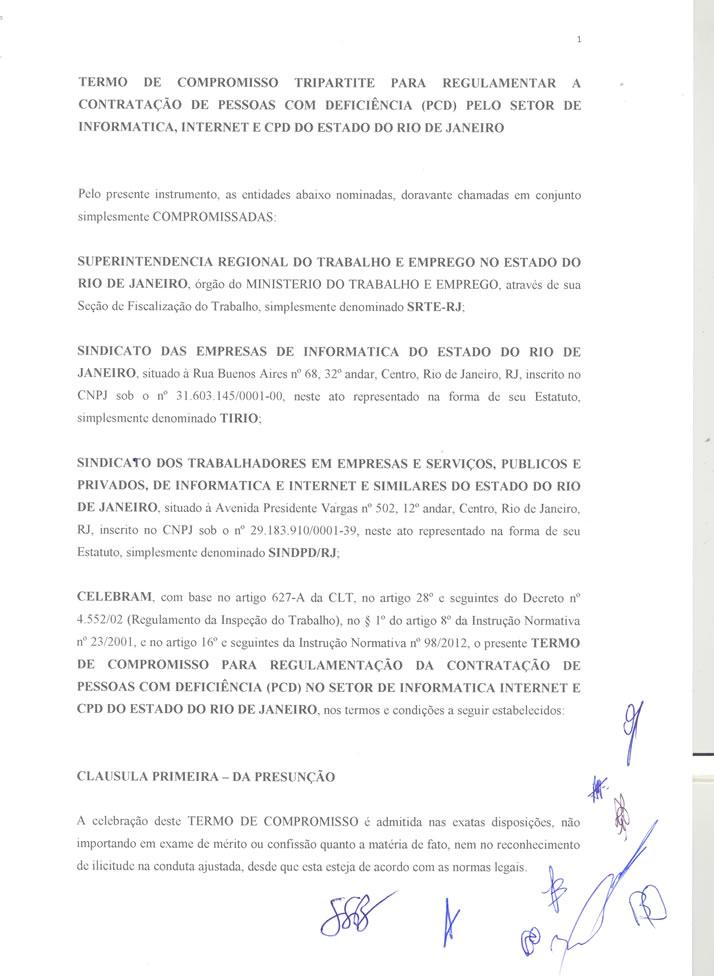 1
TERMO DE COMPROMISSO TRIPARTITE PARA REGULAMENTAR A
CONTRATAÇÃO DE PESSOAS COM DEFICIÊNCIA (PCD) PELO SETOR DE
INFORMATICA, INTERNET E CPD DO ESTADO DO RIO DE JANEIRO
Pelo presente instrumento, as entidades abaixo nominadas, doravante chamadas em conjunto
simplesmente COMPROMISSADAS:
SUPERINTENDENCIA REGIONAL DO TRABALHO E EMPREGO NO ESTADO DO
RIO DE JANEIRO, órgão do MINISTERIO DO TRABALHO E EMPREGO, através de sua
Seção de Fiscalização do Trabalho, simplesmente denominado SRTE-RJ;
SINDICATO DAS EMPRESAS DE INFORMATICA DO ESTADO DO RIO DE
JANEIRO, situado à Rua Buenos Aires nº 68, 32º andar, Centro, Rio de Janeiro, RJ, inscrito no
CNPJ sob o nº 31.603.145/0001-00, neste ato representado na forma de seu Estatuto,
simplesmente denominado TIRIO;
SINDICATO DOS TRABALHADORES EM EMPRESAS E SERVIÇOS, PUBLICOS E
PRIVADOS, DE INFORMATICA E INTERNET E SIMILARES DO ESTADO DO RIO
DE JANEIRO, situado à Avenida Presidente Vargas nº 502, 12º andar, Centro, Rio de Janeiro,
RJ, inscrito no CNPJ sob o nº 29.183.910/0001-39, neste ato representado na forma de seu
Estatuto, simplesmente denominado SINDPD/RJ;
CELEBRAM, com base no artigo 627-A da CLT, no artigo 28º e seguintes do Decreto nº
4.552/02 (Regulamento da Inspeção do Trabalho), no § 1º do artigo 8º da Instrução Normativa
nº 23/2001, e no artigo 16º e seguintes da Instrução Normativa nº 98/2012, o presente TERMO
DE COMPROMISSO PARA REGULAMENTAÇÃO DA CONTRATAÇÃO DE
PESSOAS COM DEFICIÊNCIA (PCD) NO SETOR DE INFORMATICA INTERNET E
CPD DO ESTADO DO RIO DE JANEIRO, nos termos e condições a seguir estabelecidos:
CLAUSULA PRIMEIRA – DA PRESUNÇÃO
A celebração deste TERMO DE COMPROMISSO é admitida nas exatas disposições, não
importando em exame de mérito ou confissão quanto a matéria de fato, nem no reconhecimento
de ilicitude na conduta ajustada, desde que esta esteja de acordo com as normas legais.